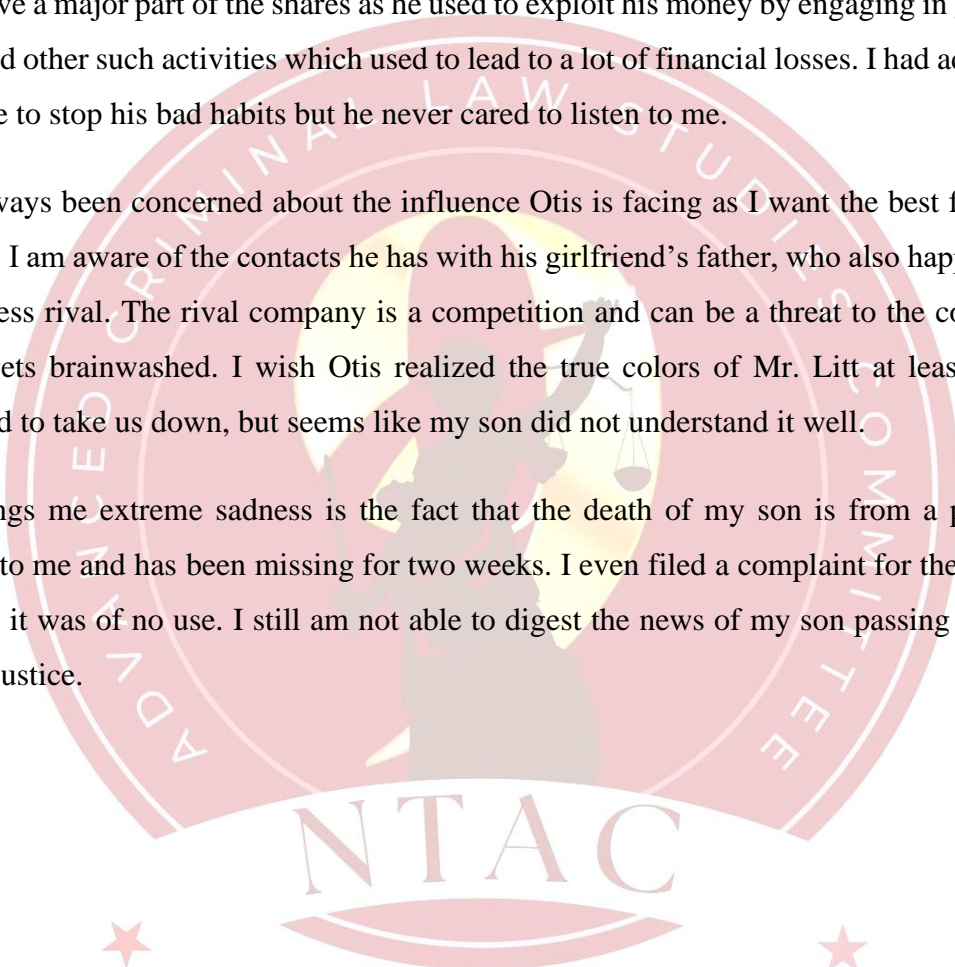 ve a major part of the shares as he used to exploit his money by engaging in
d other such activities which used to lead to a lot of financial losses. I had ac
e to stop his bad habits but he never cared to listen to me.
ways been concerned about the influence Otis is facing as I want the best f
I am aware of the contacts he has with his girlfriend’s father, who also happ
ess rival. The rival company is a competition and can be a threat to the co
ets brainwashed. I wish Otis realized the true colors of Mr. Litt at leas
d to take us down, but seems like my son did not understand it well.
ngs me extreme sadness is the fact that the death of my son is from a p
to me and has been missing for two weeks. I even filed a complaint for the
it was of no use. I still am not able to digest the news of my son passing
ustice.
ADVANCED CRIMINAL LAW STUDIES COMMITTEE
NTAC